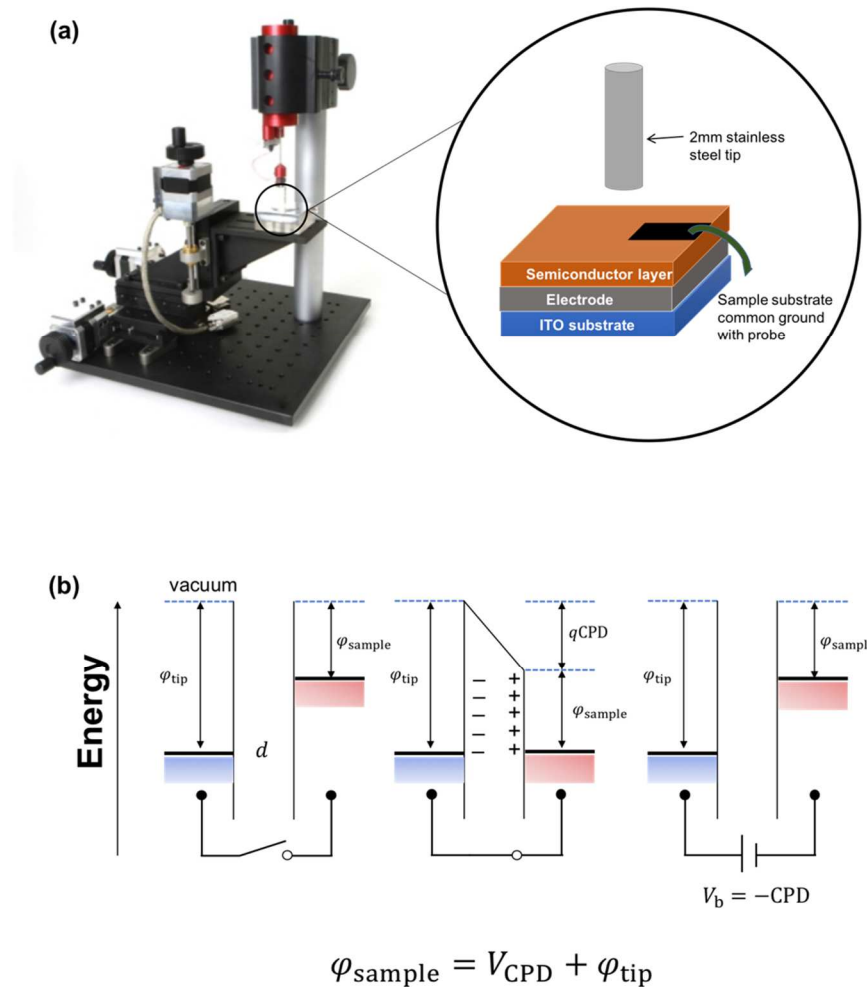 (a)
2mm stainless
steel tip
Semiconductor layer
Electrode
ITO substrate
Sample substrate
common ground
with probe
(b)
vacuum
Energy
φtip
φsample
d
φtip
qCPD
φsample
φtip
φsampl
Vb = −CPD
φsample = VCPD + φtip